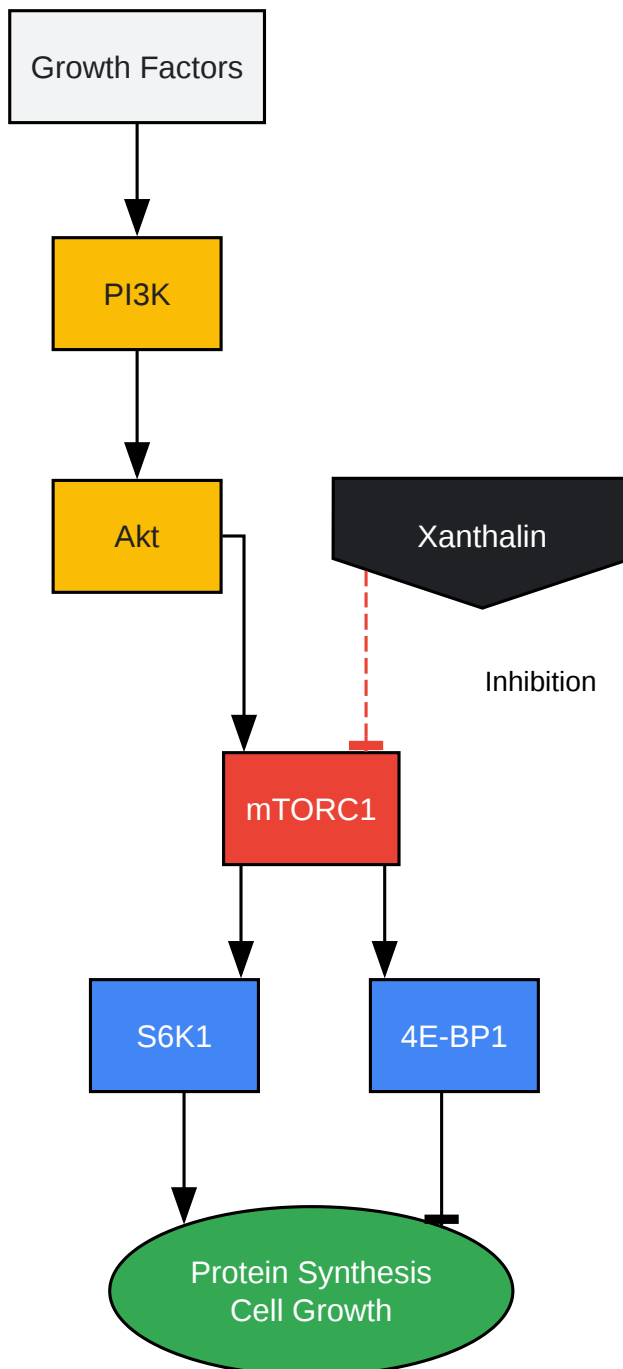 Growth Factors
PI3K
Akt
Xanthalin
Inhibition
mTORC1
S6K1
4E-BP1
Protein Synthesis
Cell Growth